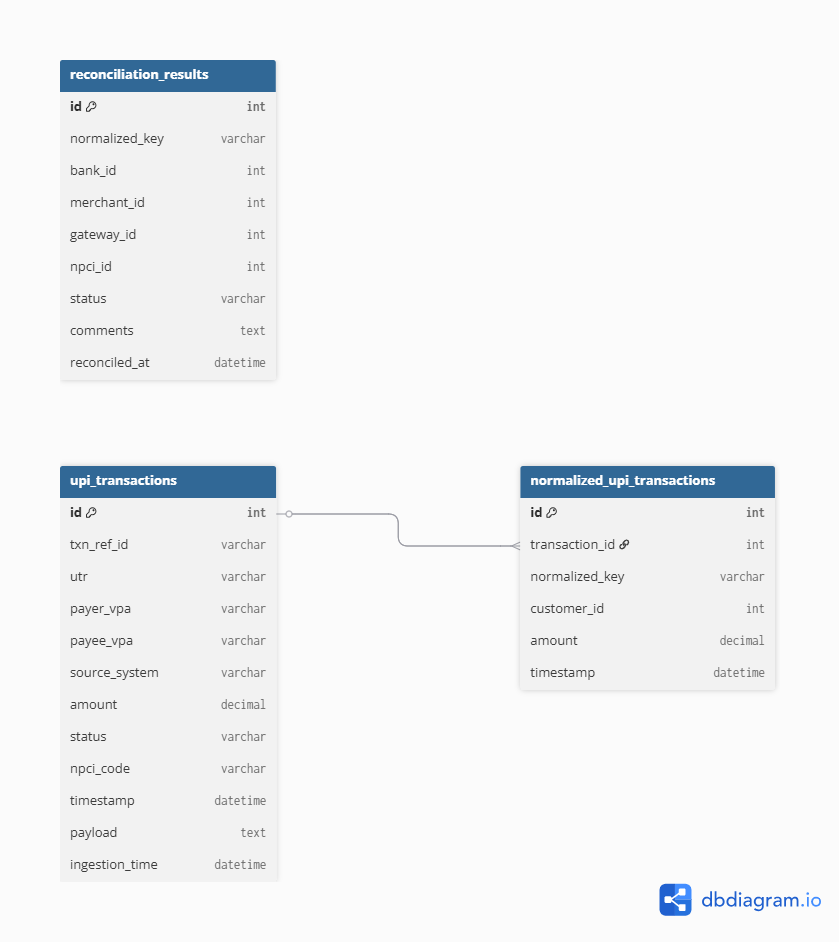 reconciliation_results
id int
normalized_key varchar
bank_id int
merchant_id int
gateway_id int
npci_id int
status varchar
comments text
reconciled_at datetime
upi_transactions
id int
txn_ref_id varchar
utr varchar
payer_vpa varchar
payee_vpa varchar
source_system varchar
amount decimal
status varchar
npci_code varchar
timestamp datetime
payload text
ingestion_time datetime
normalized_upi_transactions
id int
transaction_id int
normalized_key varchar
customer_id int
amount decimal
timestamp datetime
dbdiagram.io